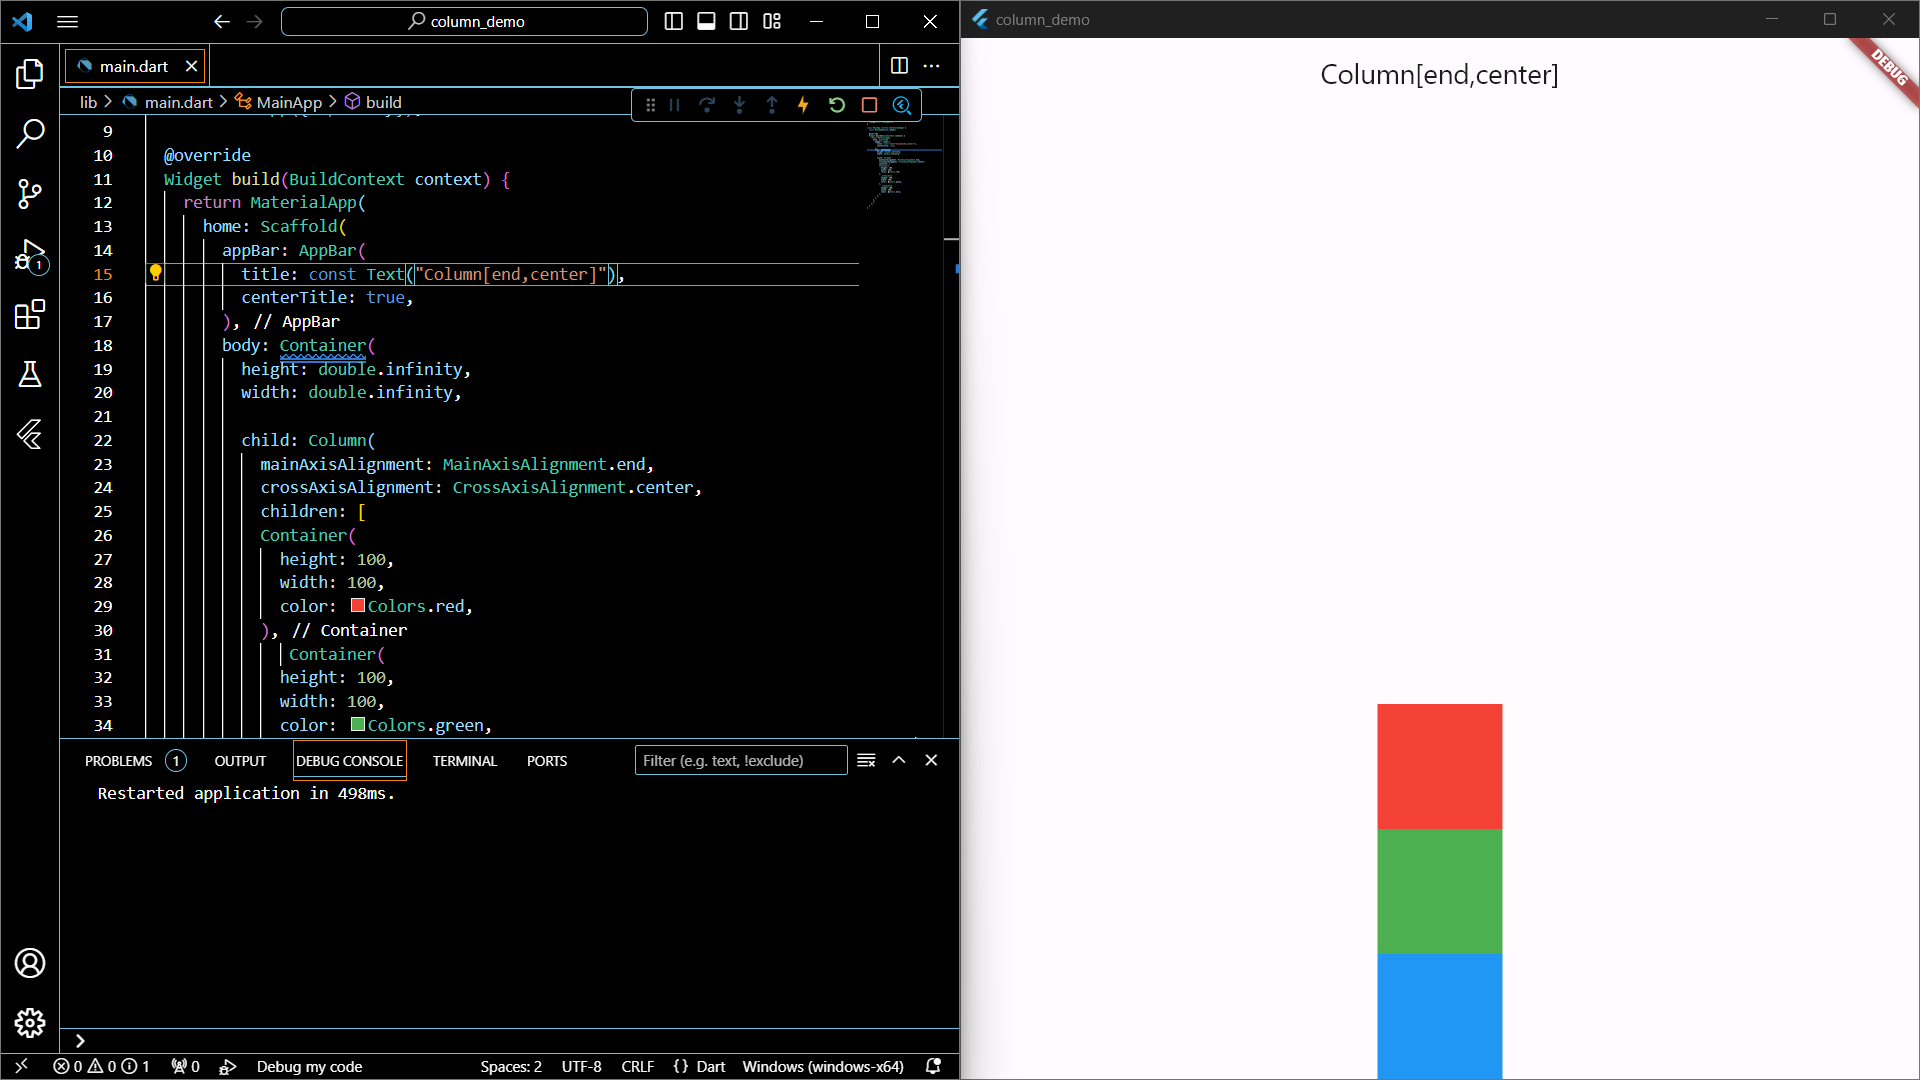 column_demo
main.dart
lib > main.dart > MainApp > build
9
10 @override
11 Widget build(BuildContext context) {
12 return MaterialApp(
13 home: Scaffold(
14 appBar: AppBar(
15 title: const Text("Column[end,center]"),
16 centerTitle: true,
17 ), // AppBar
18 body: Container(
19 height: double.infinity,
20 width: double.infinity,
21
22 child: Column(
23 mainAxisAlignment: MainAxisAlignment.end,
24 crossAxisAlignment: CrossAxisAlignment.center,
25 children: [
26 Container(
27 height: 100,
28 width: 100,
29 color: Colors.red,
30 ), // Container
31 Container(
32 height: 100,
33 width: 100,
34 color: Colors.green,
1
PROBLEMS 1 OUTPUT DEBUG CONSOLE TERMINAL PORTS Filter (e.g. text, !exclude)
Restarted application in 498ms.
0 0 1 0 Debug my code Spaces: 2 UTF-8 CRLF {} Dart Windows (windows-x64)
column_demo
Column[end,center]
DEBUG